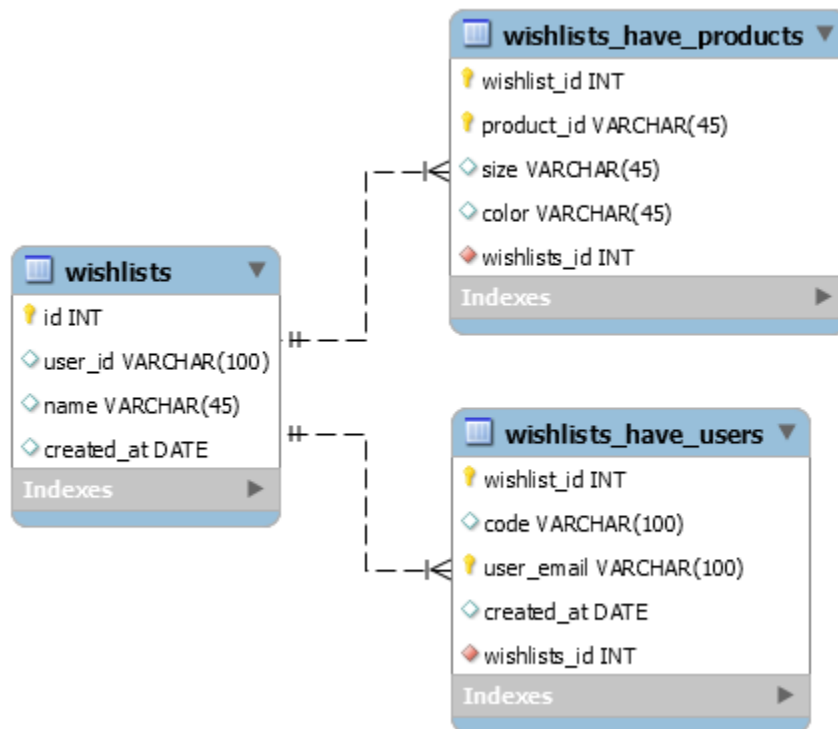 wishlists_have_products
wishlist_id INT
product_id VARCHAR(45)
size VARCHAR(45)
color VARCHAR(45)
wishlists_id INT
Indexes
wishlists
id INT
user_id VARCHAR(100)
name VARCHAR(45)
created_at DATE
Indexes
wishlists_have_users
wishlist_id INT
code VARCHAR(100)
user_email VARCHAR(100)
created_at DATE
wishlists_id INT
Indexes